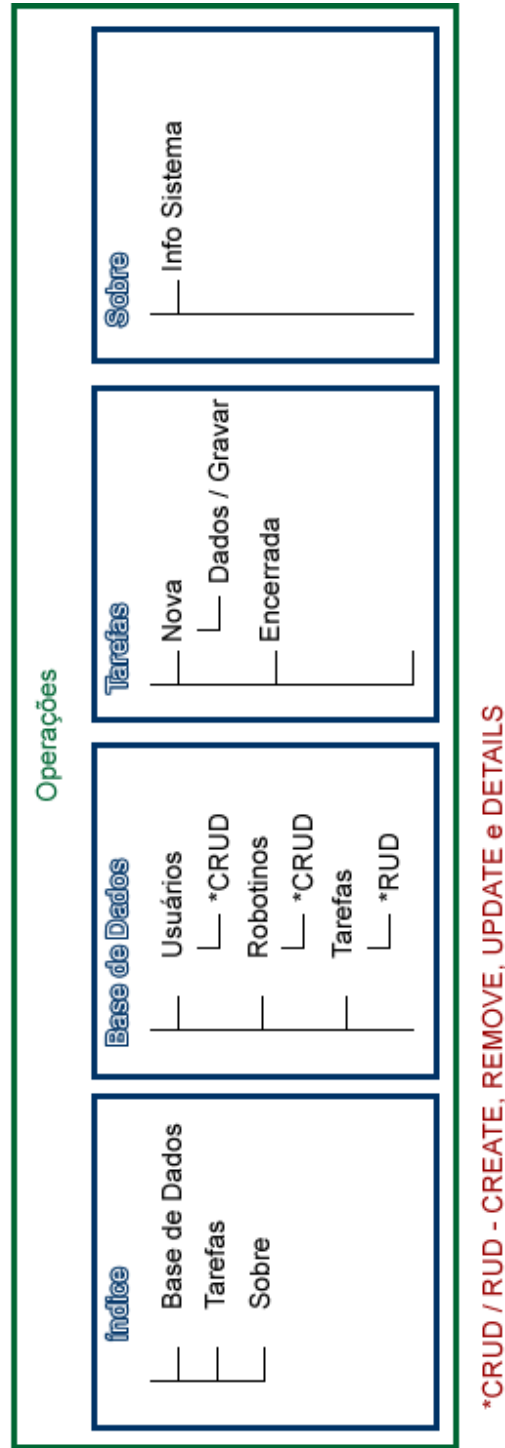 Operações
índice
Base de Dados
Tarefas
Sobre
Base de Dados
Usuários
*CRUD
Robotinos
*CRUD
Tarefas
*RUD
Tarefas
Nova
Dados / Gravar
Encerrada
Sobre
Info Sistema
*CRUD / RUD - CREATE, REMOVE, UPDATE e DETAILS